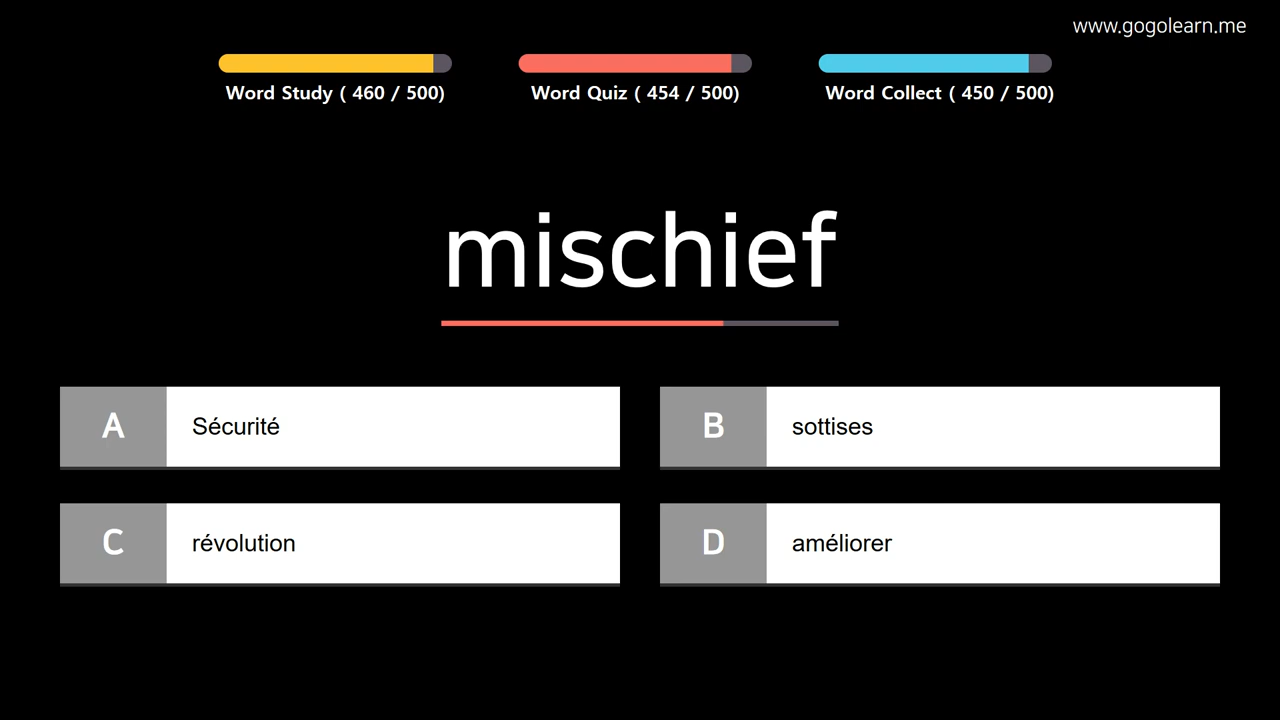 www.gogolearn.me
Word Study ( 460 / 500)
Word Quiz ( 454 / 500)
Word Collect ( 450 / 500)
mischief
A Sécurité
B sottises
C révolution
D améliorer